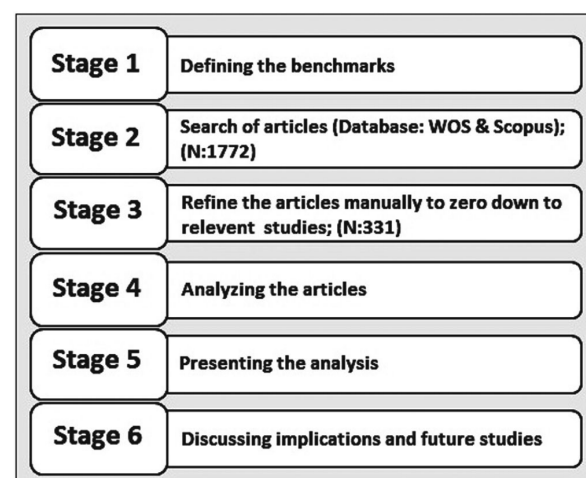 Stage 1
Defining the benchmarks
Stage 2
Search of articles (Database: WOS & Scopus);
(N:1772)
Stage 3
Refine the articles manually to zero down to
relevent studies; (N:331)
Stage 4
Analyzing the articles
Stage 5
Presenting the analysis
Stage 6
Discussing implications and future studies